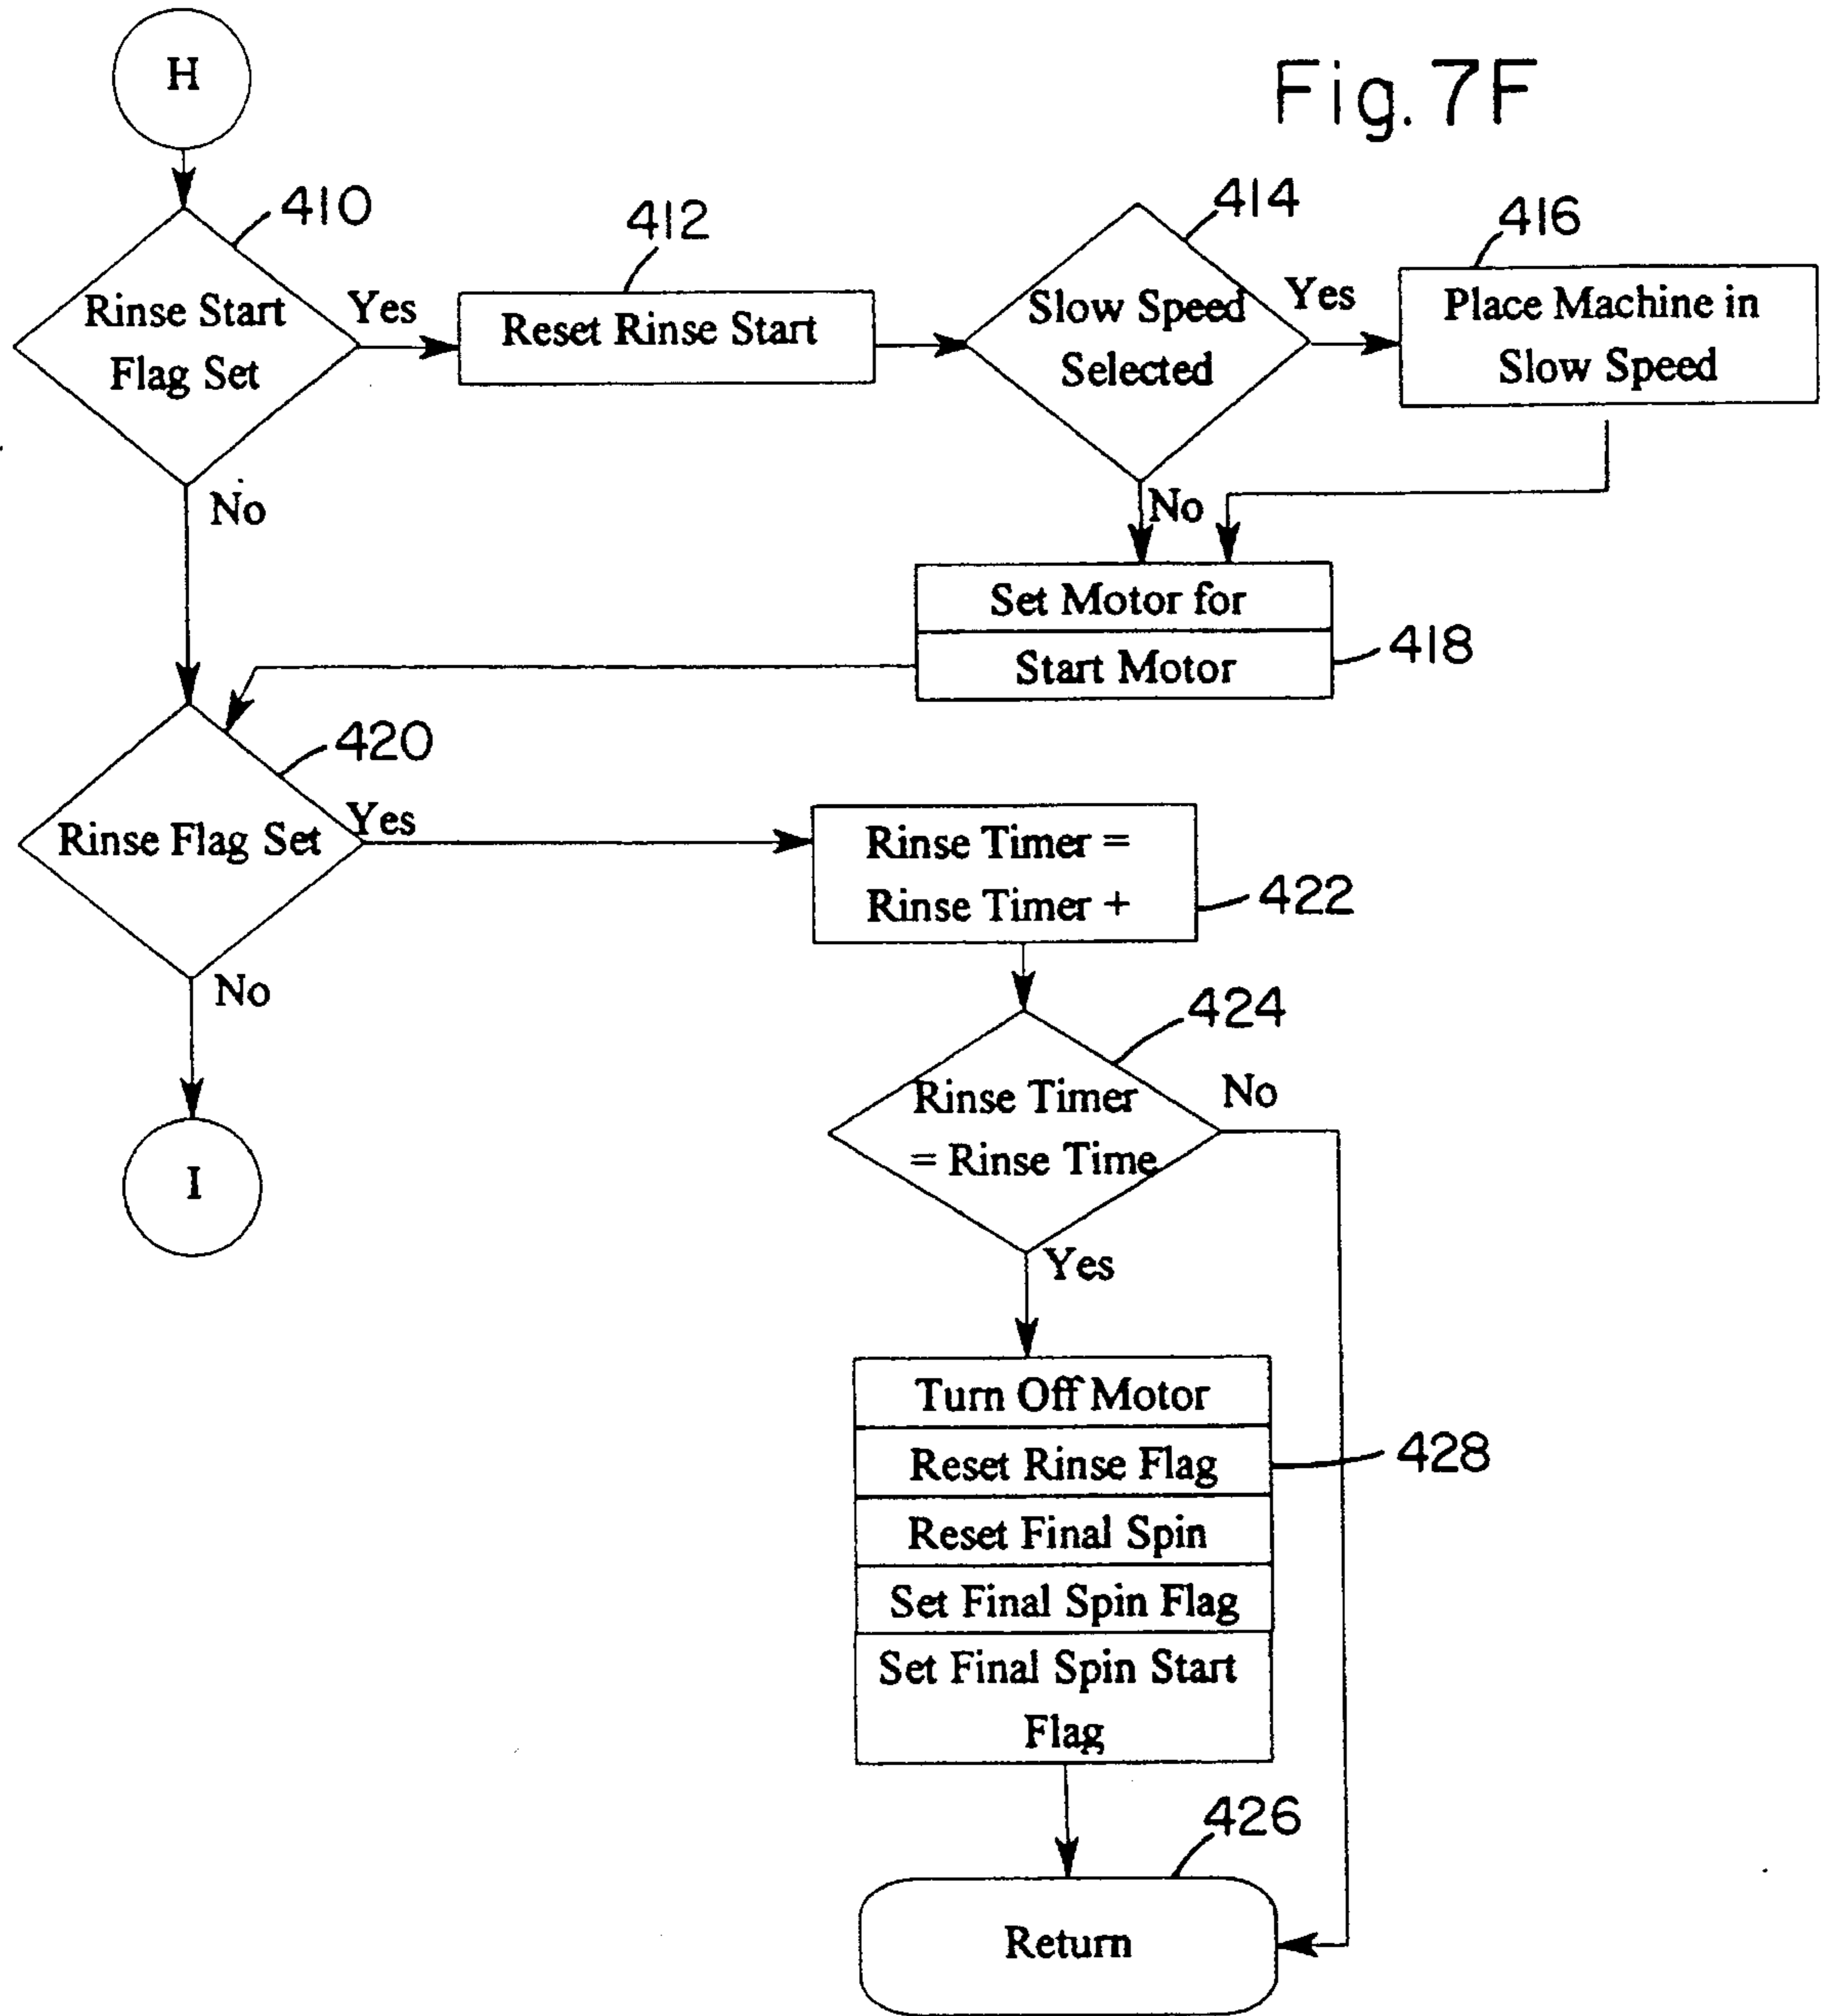 H
Fig. 7F
410
Rinse Start
Flag Set
Yes
No
412
Reset Rinse Start
414
Slow Speed
Selected
Yes
No
416
Place Machine in
Slow Speed
Set Motor for
Start Motor
418
420
Rinse Flag Set
Yes
No
I
Rinse Timer =
Rinse Timer +
422
424
Rinse Timer
= Rinse Time
No
Yes
Turn Off Motor
Reset Rinse Flag
428
Reset Final Spin
Set Final Spin Flag
Set Final Spin Start
Flag
426
Return